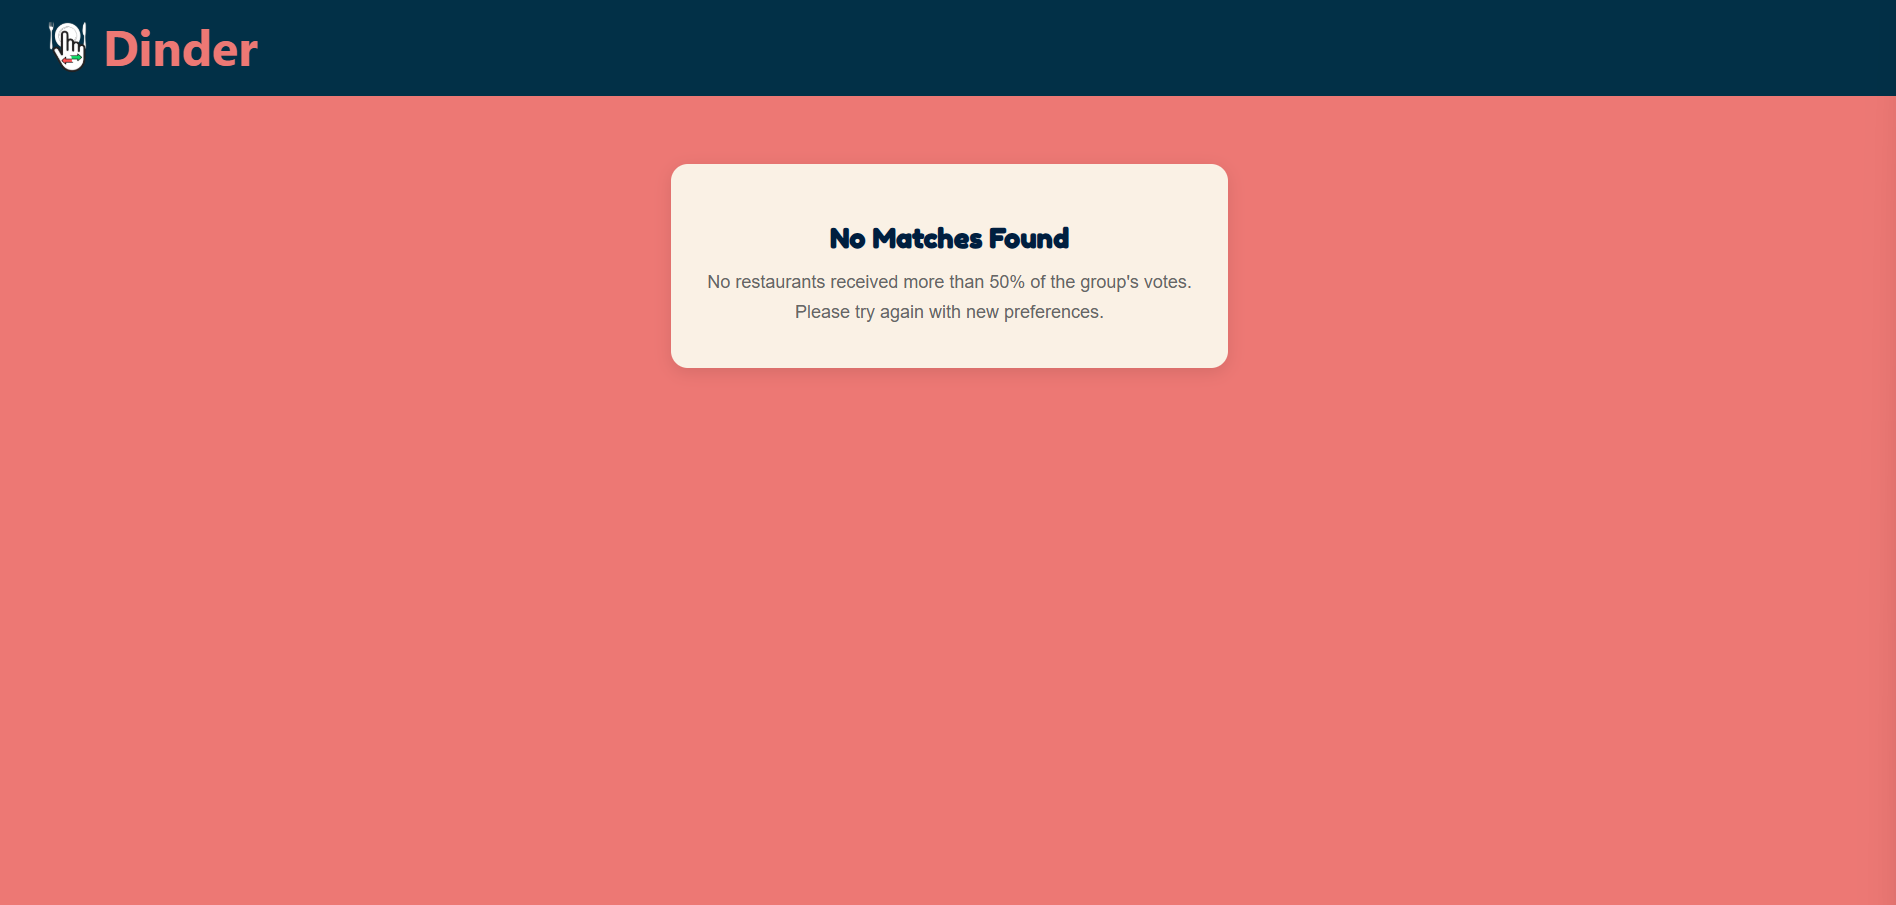 Dinder
No Matches Found
No restaurants received more than 50% of the group's votes.
Please try again with new preferences.